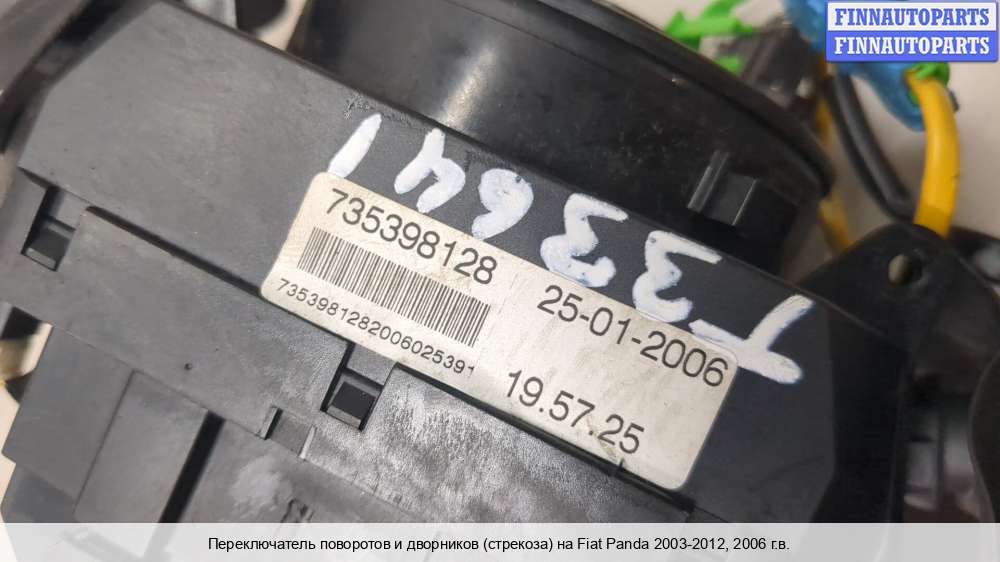 FINNAUTOPARTS
FINNAUTOPARTS
T33641
735398128
7353981282006025391
25-01-2006
19.57.25
Переключатель поворотов и дворников (стрекоза) на Fiat Panda 2003-2012, 2006 г.в.